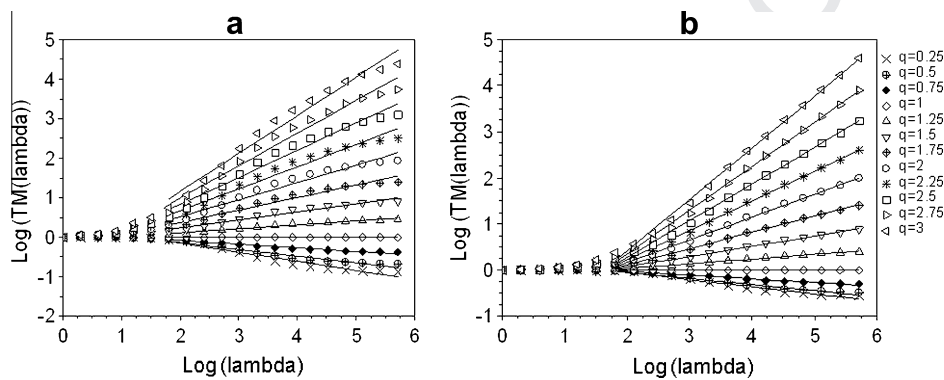 a
b
5
4
3
2
1
0
-1
-2
0 1 2 3 4 5 6
Log (TM(lambda))
Log (lambda)
5
4
3
2
1
0
-1
0 1 2 3 4 5 6
Log (TM(lambda))
Log (lambda)
q=0.25
q=0.5
q=0.75
q=1
q=1.25
q=1.5
q=1.75
q=2
q=2.25
q=2.5
q=2.75
q=3